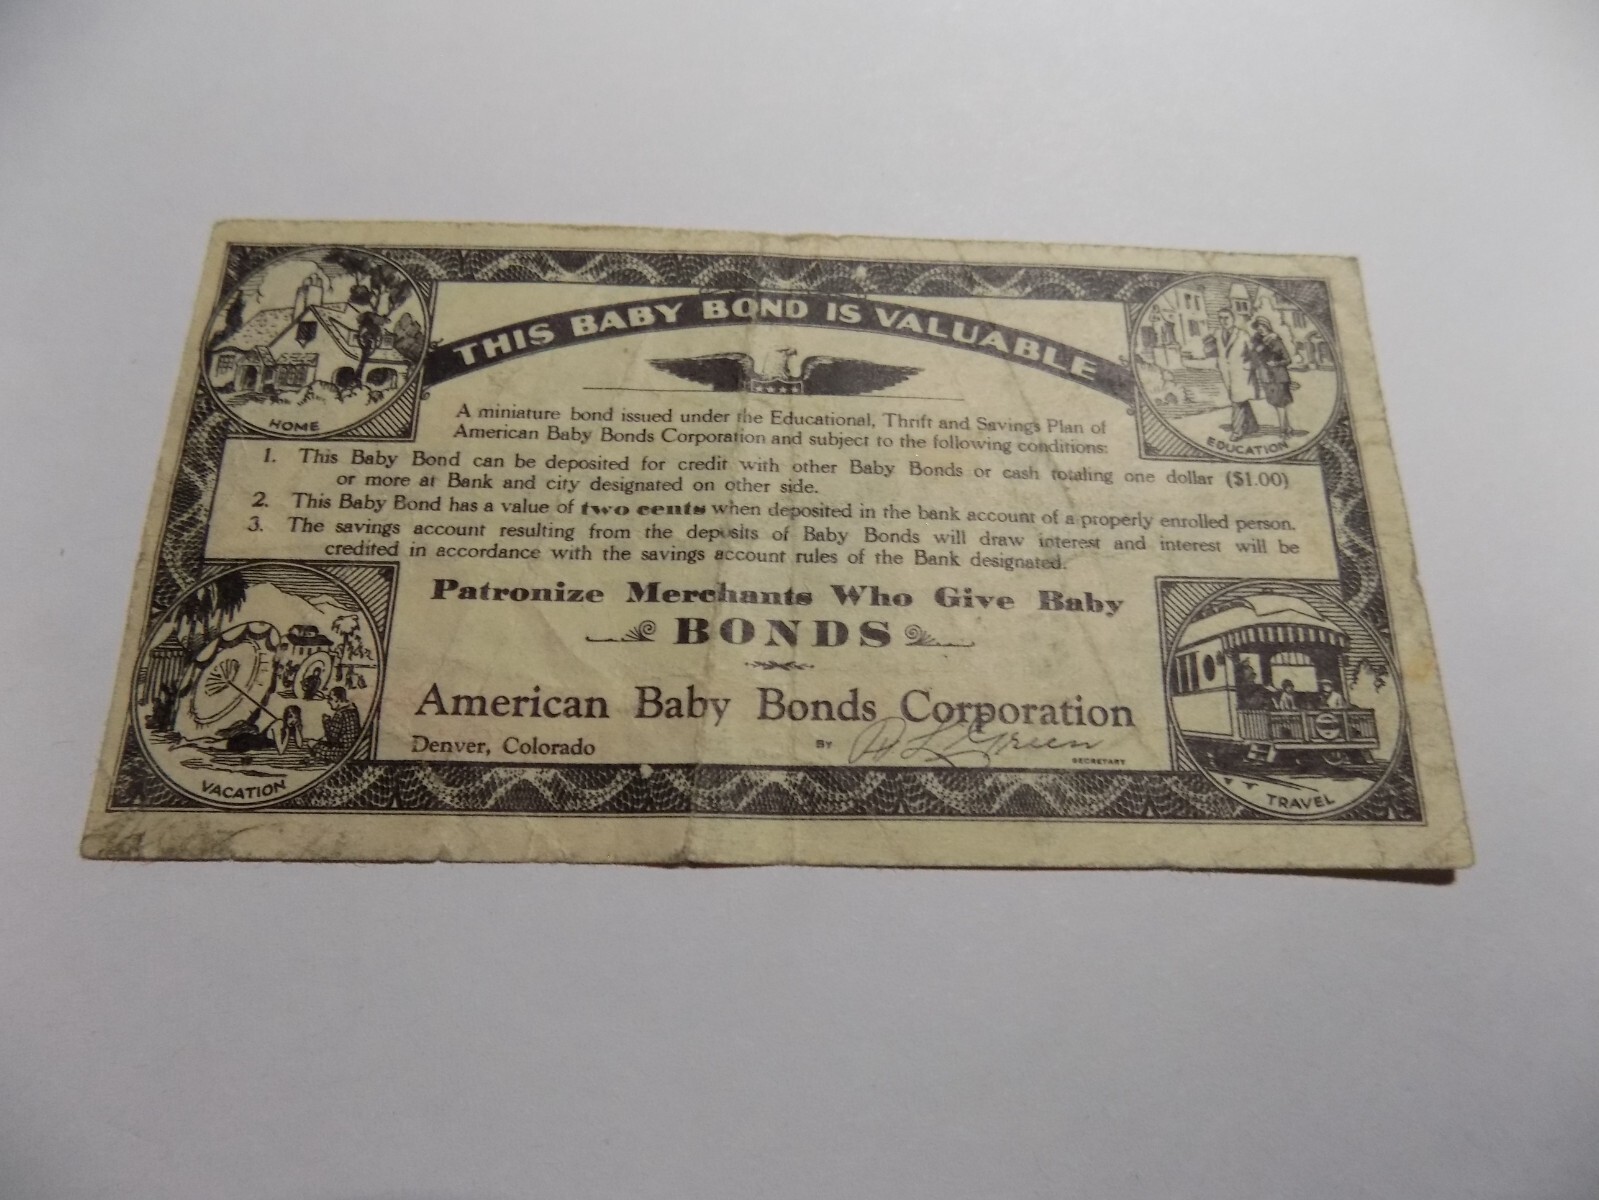 THIS BABY BOND IS VALUABLE
HOME
EDUCATION
A miniature bond issued under the Educational, Thrift and Savings Plan of
American Baby Bonds Corporation and subject to the following conditions:
1. This Baby Bond can be deposited for credit with other Baby Bonds or cash totaling one dollar ($1.00)
or more at Bank and city designated on other side.
2. This Baby Bond has a value of two cents when deposited in the bank account of a properly enrolled person.
3. The savings account resulting from the deposits of Baby Bonds will draw interest and interest will be
credited in accordance with the savings account rules of the Bank designated.
Patronize Merchants Who Give Baby
BONDS
American Baby Bonds Corporation
Denver, Colorado
BY Green
SECRETARY
VACATION
TRAVEL